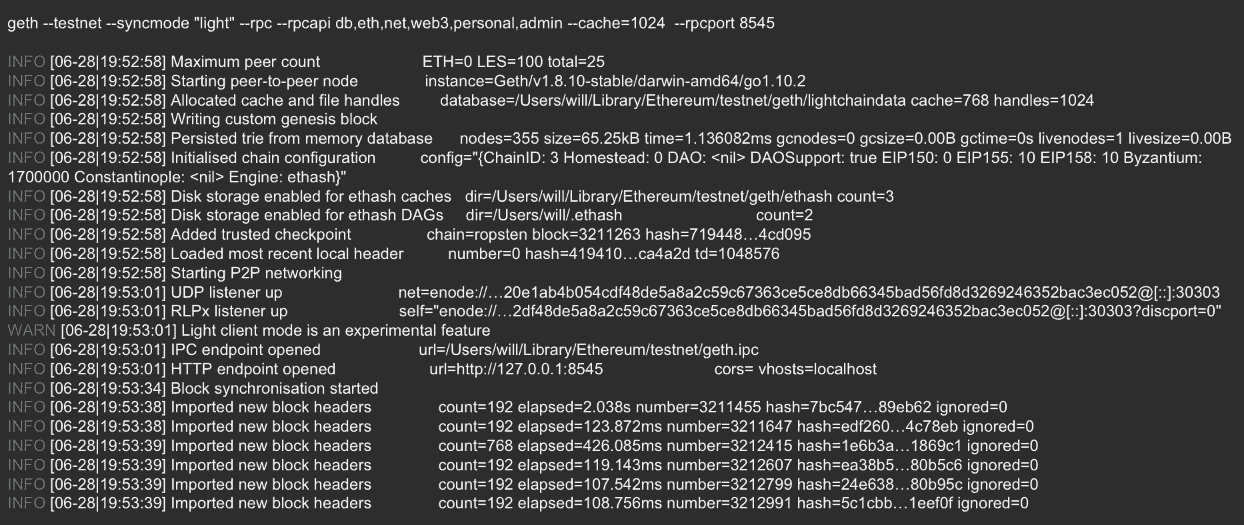 geth --testnet --syncmode "light" --rpc --rpcapi db,eth,net,web3,personal,admin --cache=1024 --rpcport 8545
INFO [06-28|19:52:58] Maximum peer count ETH=0 LES=100 total=25
INFO [06-28|19:52:58] Starting peer-to-peer node instance=Geth/v1.8.10-stable/darwin-amd64/go1.10.2
INFO [06-28|19:52:58] Allocated cache and file handles database=/Users/will/Library/Ethereum/testnet/geth/lightchaindata cache=768 handles=1024
INFO [06-28|19:52:58] Writing custom genesis block
INFO [06-28|19:52:58] Persisted trie from memory database nodes=355 size=65.25kB time=1.136082ms gcnodes=0 gcsize=0.00B gctime=0s livenodes=1 livesize=0.00B
INFO [06-28|19:52:58] Initialised chain configuration config="{ChainID: 3 Homestead: 0 DAO: <nil> DAOSupport: true EIP150: 0 EIP155: 10 EIP158: 10 Byzantium:
1700000 Constantinople: <nil> Engine: ethash}"
INFO [06-28|19:52:58] Disk storage enabled for ethash caches dir=/Users/will/Library/Ethereum/testnet/geth/ethash count=3
INFO [06-28|19:52:58] Disk storage enabled for ethash DAGs dir=/Users/will/.ethash count=2
INFO [06-28|19:52:58] Added trusted checkpoint chain=ropsten block=3211263 hash=719448…4cd095
INFO [06-28|19:52:58] Loaded most recent local header number=0 hash=419410…ca4a2d td=1048576
INFO [06-28|19:52:58] Starting P2P networking
INFO [06-28|19:53:01] UDP listener up net=enode://…20e1ab4b054cdf48de5a8a2c59c67363ce5ce8db66345bad56fd8d3269246352bac3ec052@[::]:30303
INFO [06-28|19:53:01] RLPx listener up self="enode://…2df48de5a8a2c59c67363ce5ce8db66345bad56fd8d3269246352bac3ec052@[::]:30303?discport=0"
WARN [06-28|19:53:01] Light client mode is an experimental feature
INFO [06-28|19:53:01] IPC endpoint opened url=/Users/will/Library/Ethereum/testnet/geth.ipc
INFO [06-28|19:53:01] HTTP endpoint opened url=http://127.0.0.1:8545 cors= vhosts=localhost
INFO [06-28|19:53:34] Block synchronisation started
INFO [06-28|19:53:38] Imported new block headers count=192 elapsed=2.038s number=3211455 hash=7bc547…89eb62 ignored=0
INFO [06-28|19:53:38] Imported new block headers count=192 elapsed=123.872ms number=3211647 hash=edf260…4c78eb ignored=0
INFO [06-28|19:53:39] Imported new block headers count=768 elapsed=426.085ms number=3212415 hash=1e6b3a…1869c1 ignored=0
INFO [06-28|19:53:39] Imported new block headers count=192 elapsed=119.143ms number=3212607 hash=ea38b5…80b5c6 ignored=0
INFO [06-28|19:53:39] Imported new block headers count=192 elapsed=107.542ms number=3212799 hash=24e638…80b95c ignored=0
INFO [06-28|19:53:39] Imported new block headers count=192 elapsed=108.756ms number=3212991 hash=5c1cbb…1eef0f ignored=0